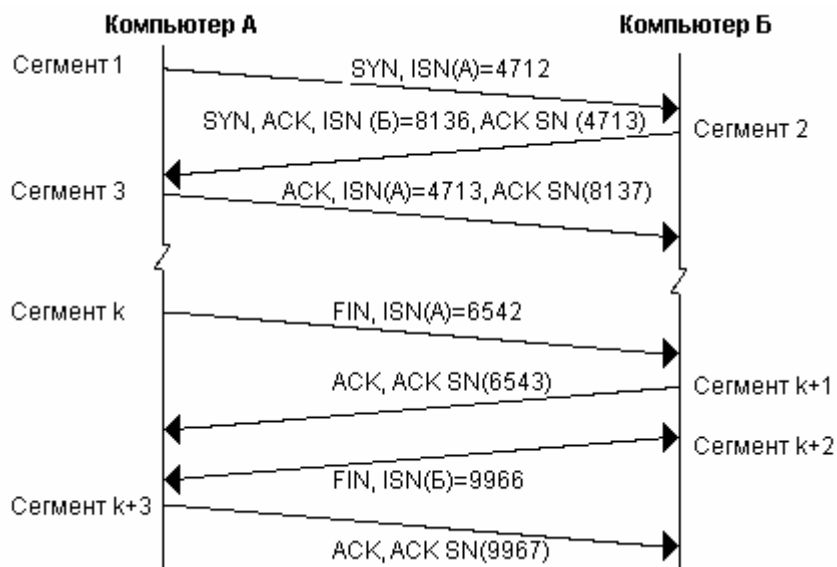 Компьютер А
Компьютер Б
Сегмент 1
SYN, ISN(А)=4712
SYN, ACK, ISN (Б)=8136, ACK SN (4713)
Сегмент 2
Сегмент 3
ACK, ISN(А)=4713, ACK SN(8137)
Сегмент k
FIN, ISN(А)=6542
ACK, ACK SN(6543)
Сегмент k+1
Сегмент k+2
FIN, ISN(Б)=9966
Сегмент k+3
ACK, ACK SN(9967)